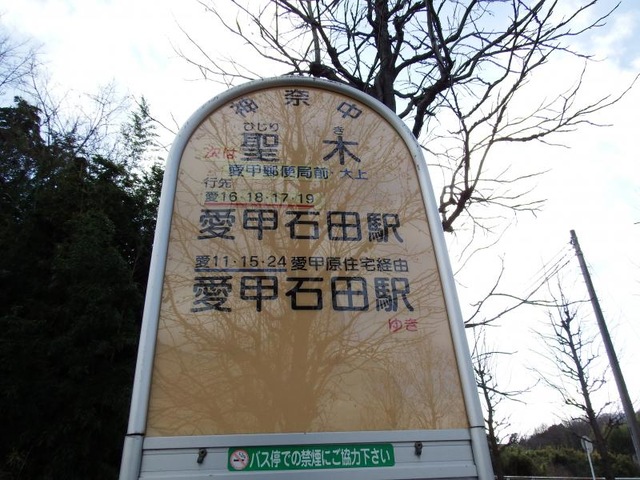 神奈中
ひじり き
聖木
次は 愛甲郵便局前・大上
行先
愛16・18・17・19
愛甲石田駅
愛11・15・24 愛甲原住宅経由
愛甲石田駅
ゆき
バス停での禁煙にご協力下さい